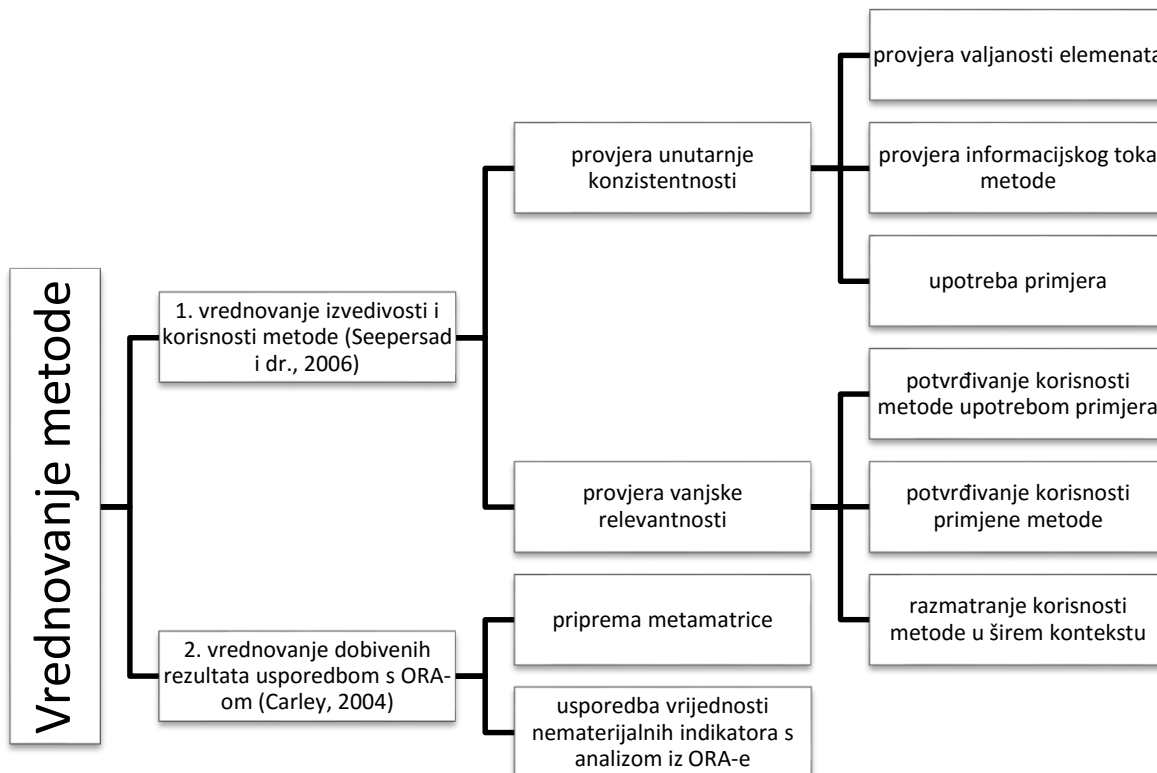 Vrednovanje metode
1. vrednovanje izvedivosti i
korisnosti metode (Seepersad
i dr., 2006)
provjera unutarnje
konzistentnosti
provjera valjanosti elemenata
provjera informacijskog toka
metode
upotreba primjera
provjera vanjske
relevantnosti
potvrđivanje korisnosti
metode upotrebom primjera
potvrđivanje korisnosti
primjene metode
razmatranje korisnosti
metode u širem kontekstu
2. vrednovanje dobivenih
rezultata usporedbom s ORA-
om (Carley, 2004)
priprema metamatrice
usporedba vrijednosti
nematerijalnih indikatora s
analizom iz ORA-e